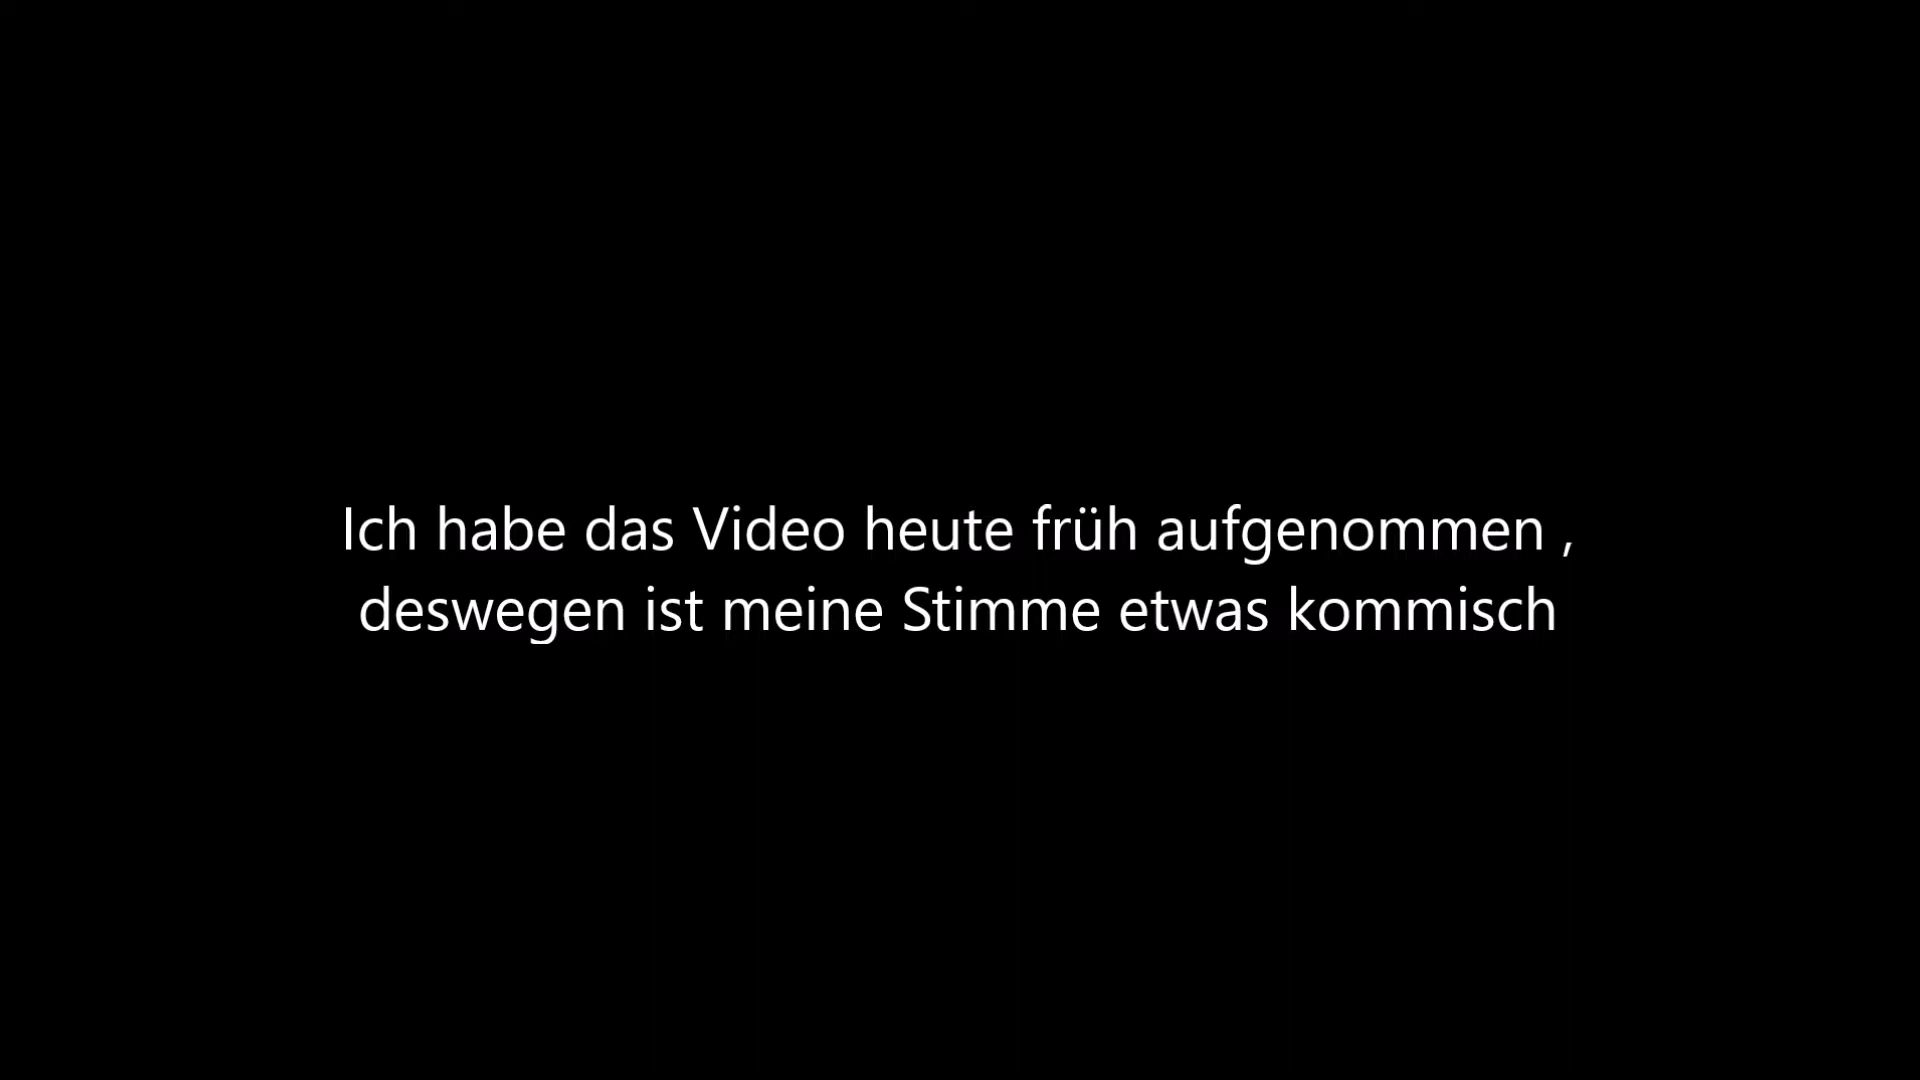 Ich habe das Video heute früh aufgenommen ,
deswegen ist meine Stimme etwas kommisch